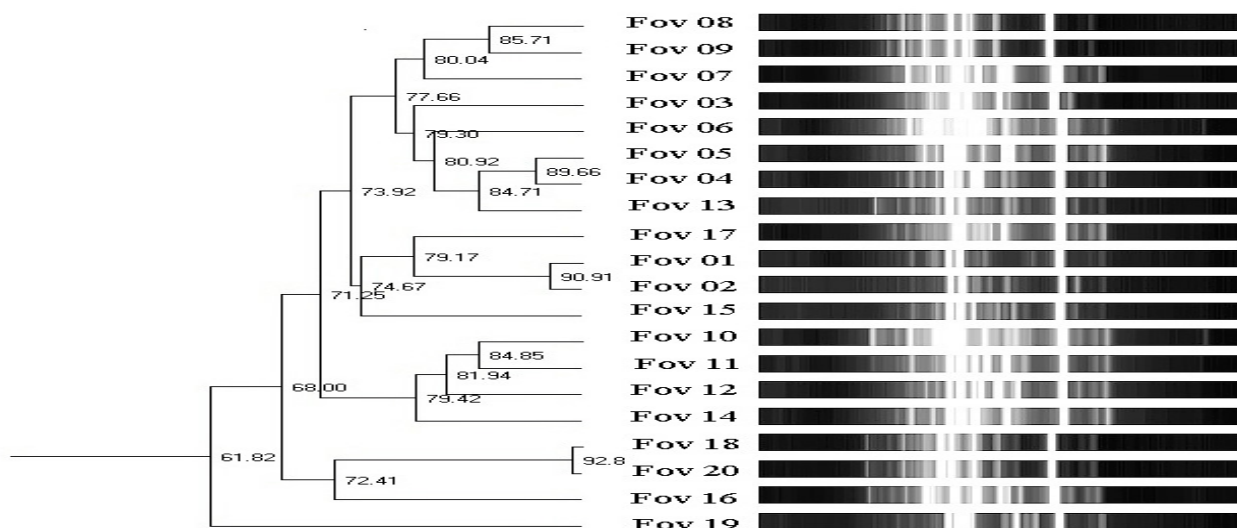 Fov 08
85.71
Fov 09
80.04
Fov 07
77.66
Fov 03
79.30
Fov 06
80.92
Fov 05
89.66
Fov 04
73.92
84.71
Fov 13
Fov 17
79.17
Fov 01
90.91
74.67
Fov 02
71.25
Fov 15
Fov 10
84.85
Fov 11
81.94
68.00
Fov 12
79.42
Fov 14
Fov 18
61.82
92.8
Fov 20
72.41
Fov 16
Fov 19